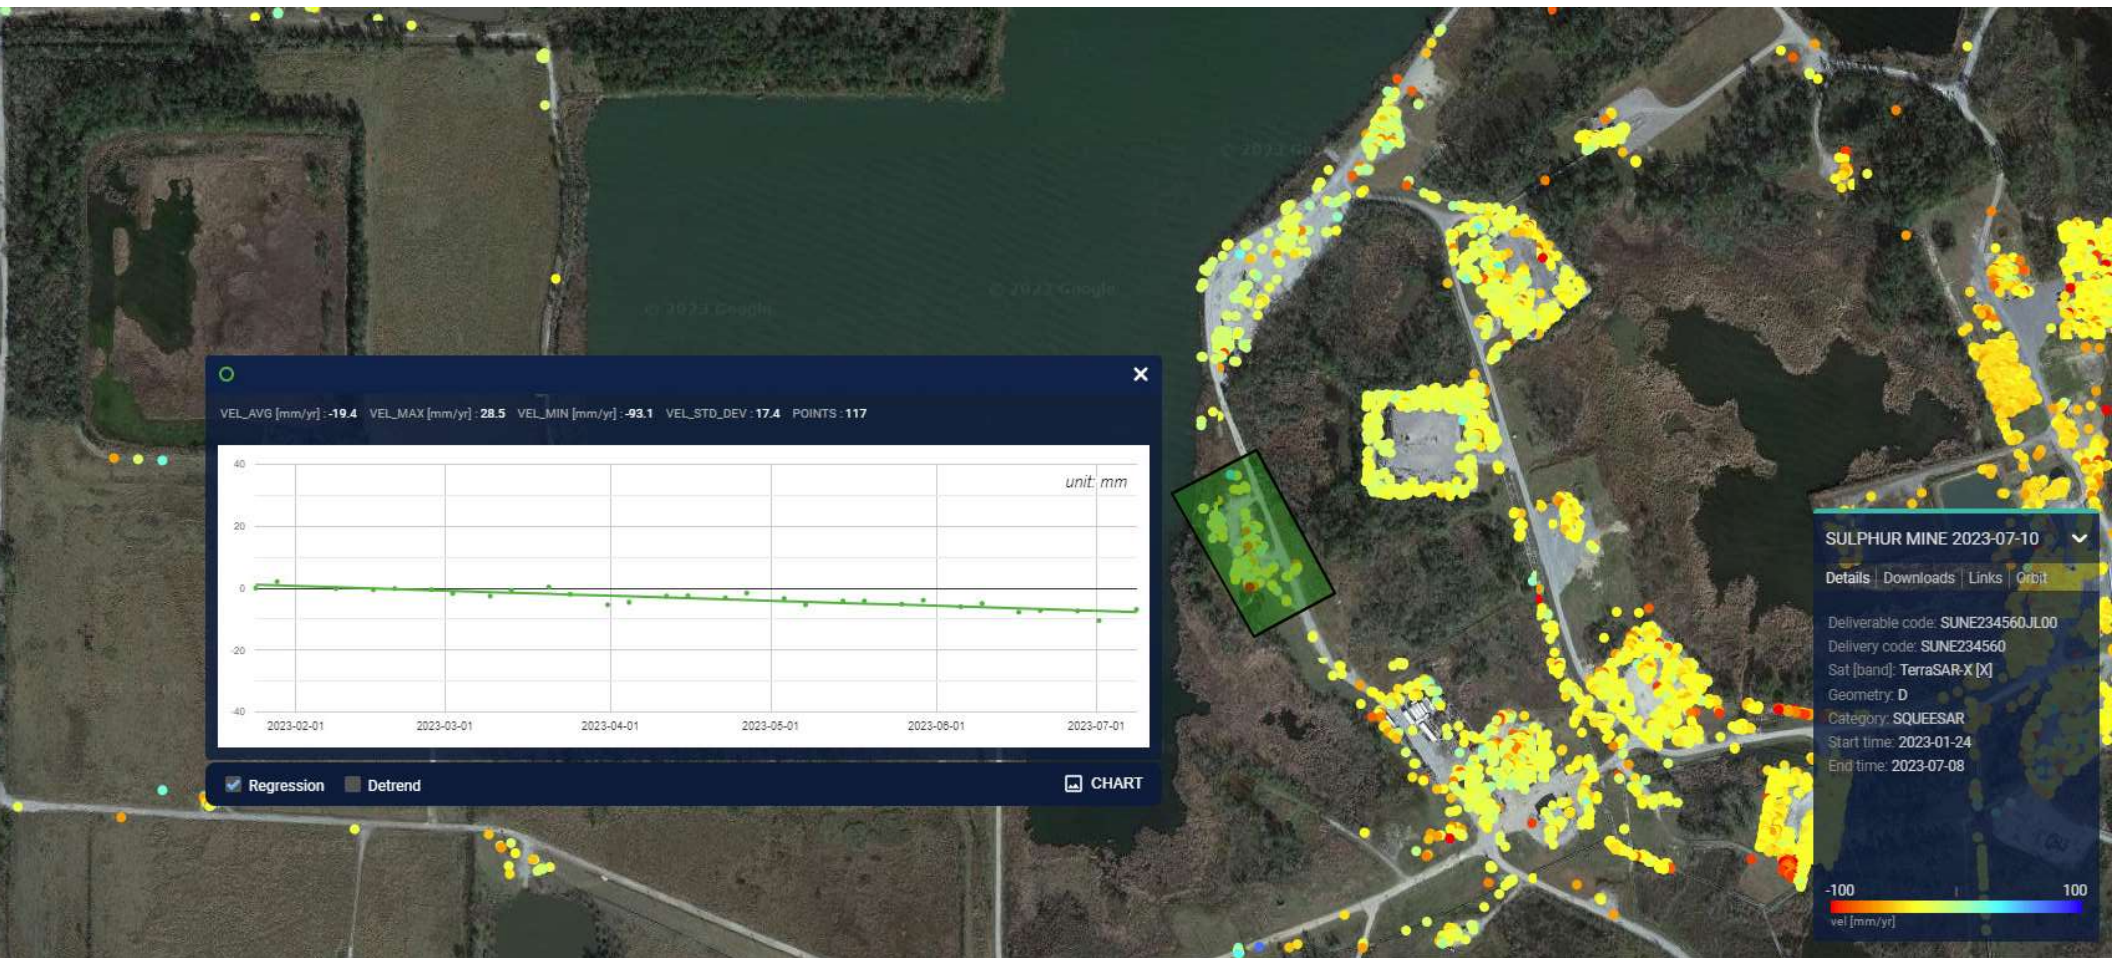 © 2023 Google
© 2023 Google
VEL_AVG [mm/yr] : -19.4 VEL_MAX [mm/yr] : 28.5 VEL_MIN [mm/yr] : -93.1 VEL_STD_DEV : 17.4 POINTS : 117
unit: mm
40
20
0
-20
-40
2023-02-01 2023-03-01 2023-04-01 2023-05-01 2023-06-01 2023-07-01
Regression Detrend CHART
SULPHUR MINE 2023-07-10
Details | Downloads | Links | Orbit
Deliverable code: SUNE234560JL00
Delivery code: SUNE234560
Sat [band]: TerraSAR-X [X]
Geometry: D
Category: SQUEESAR
Start time: 2023-01-24
End time: 2023-07-08
-100 100
vel [mm/yr]